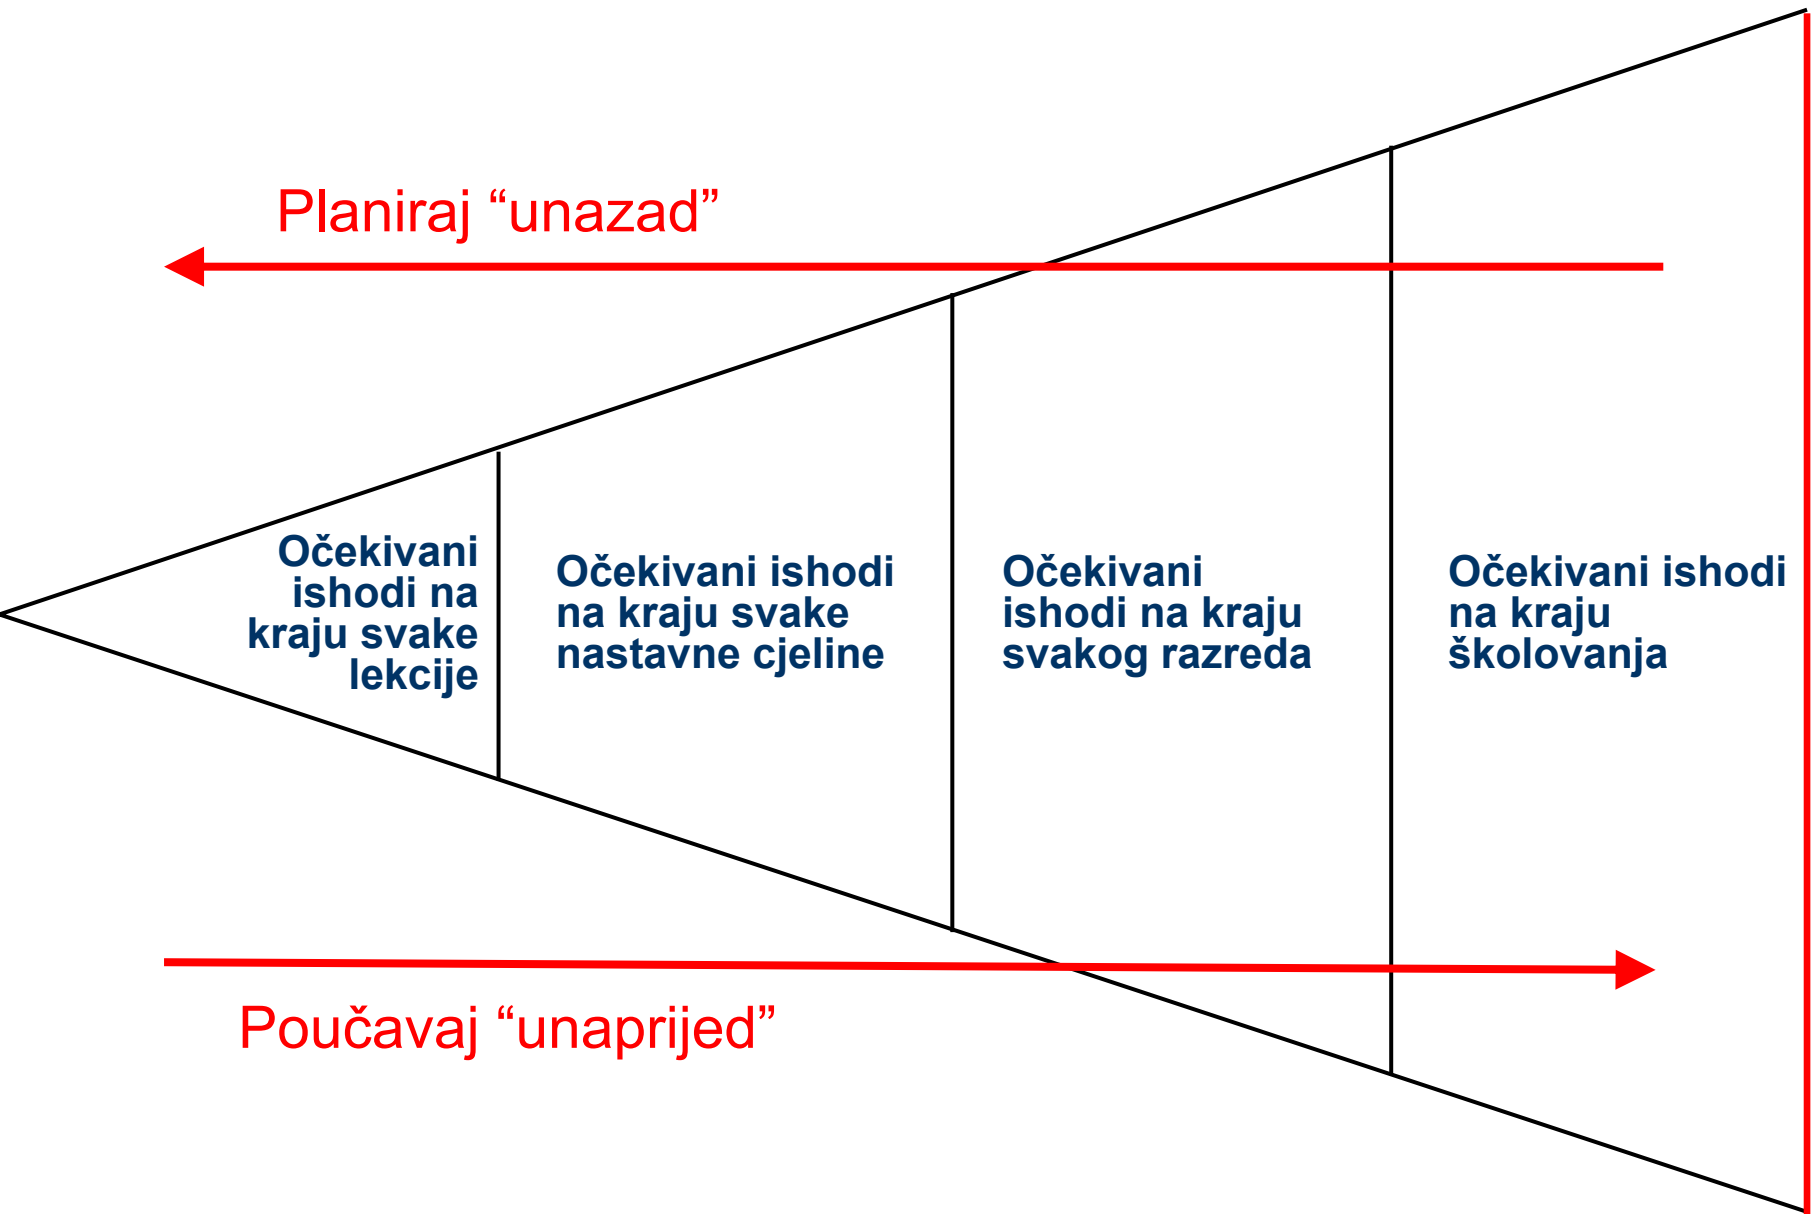 Planiraj “unazad”
Očekivani
ishodi na
kraju svake
lekcije
Očekivani ishodi
na kraju svake
nastavne cjeline
Očekivani
ishodi na kraju
svakog razreda
Očekivani ishodi
na kraju
školovanja
Poučavaj “unaprijed”